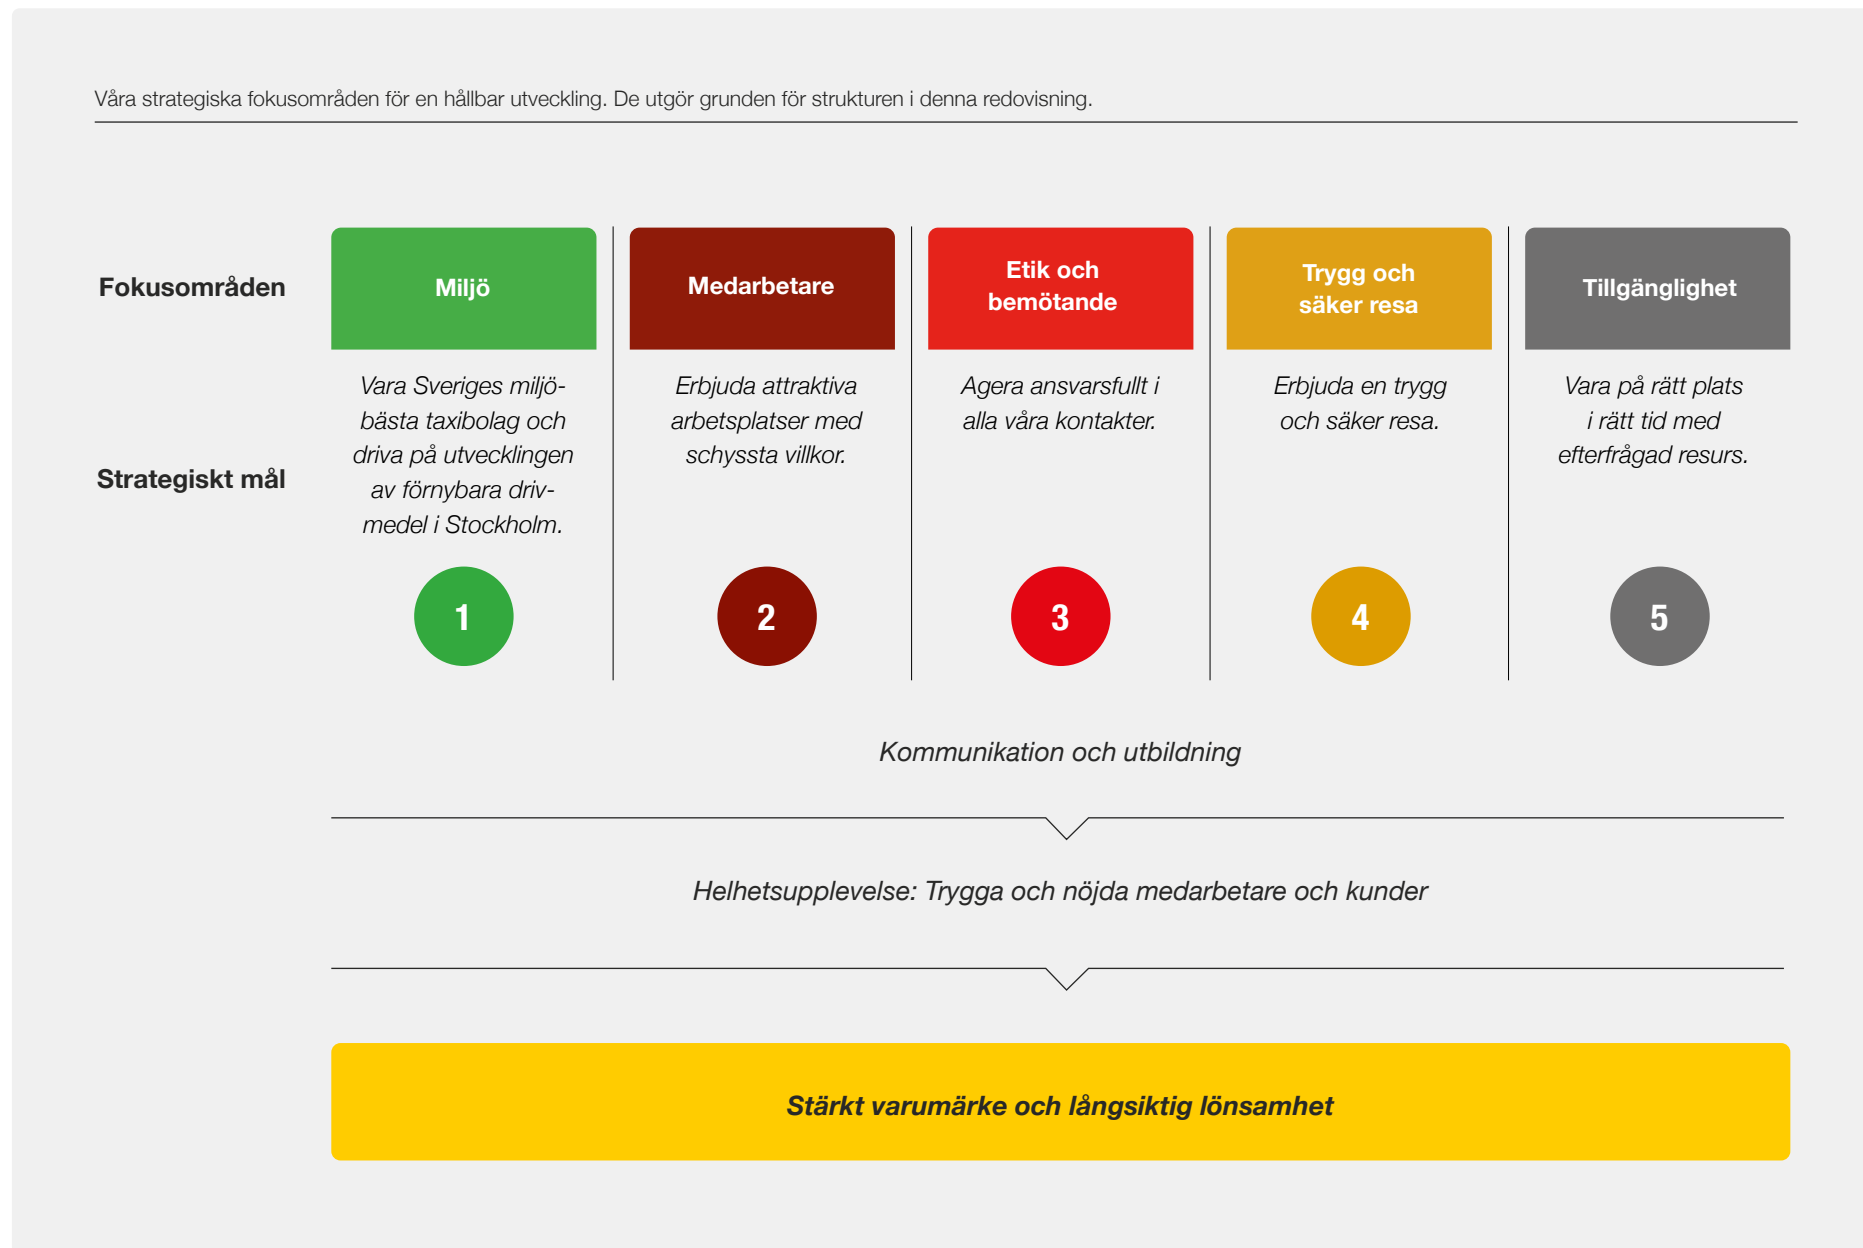 Våra strategiska fokusområden för en hållbar utveckling. De utgör grunden för strukturen i denna redovisning.
Fokusområden
Miljö
Medarbetare
Etik och
bemötande
Trygg och
säker resa
Tillgänglighet
Strategiskt mål
Vara Sveriges miljö-
bästa taxibolag och
driva på utvecklingen
av förnybara driv-
medel i Stockholm.
Erbjuda attraktiva
arbetsplatser med
schyssta villkor.
Agera ansvarsfullt i
alla våra kontakter.
Erbjuda en trygg
och säker resa.
Vara på rätt plats
i rätt tid med
efterfrågad resurs.
1
2
3
4
5
Kommunikation och utbildning
Helhetsupplevelse: Trygga och nöjda medarbetare och kunder
Stärkt varumärke och långsiktig lönsamhet